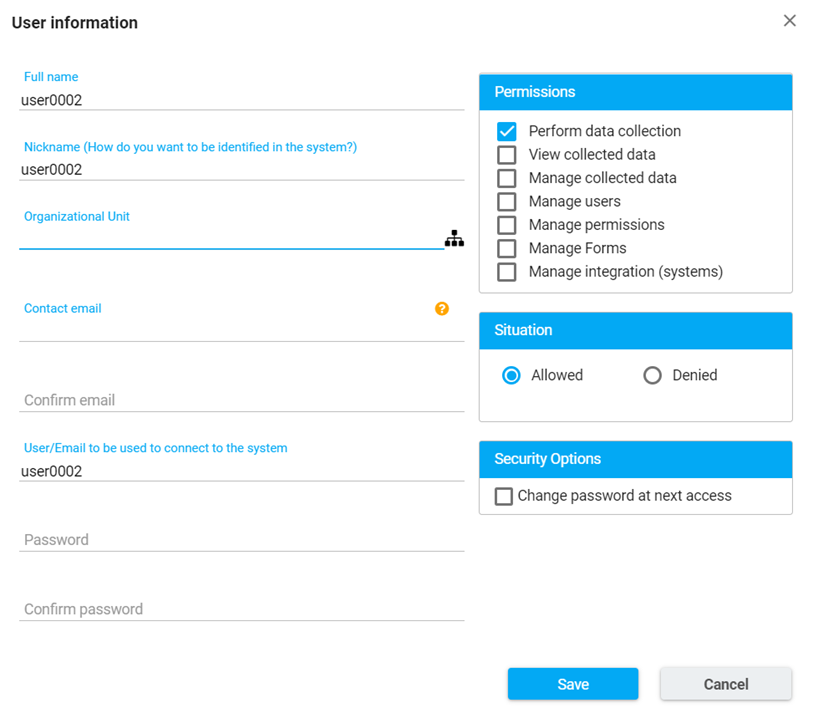 User information
Full name
user0002
Nickname (How do you want to be identified in the system?)
user0002
Organizational Unit
Contact email
?
Confirm email
User/Email to be used to connect to the system
user0002
Password
Confirm password
Permissions
Perform data collection
View collected data
Manage collected data
Manage users
Manage permissions
Manage Forms
Manage integration (systems)
Situation
Allowed
Denied
Security Options
Change password at next access
Save
Cancel